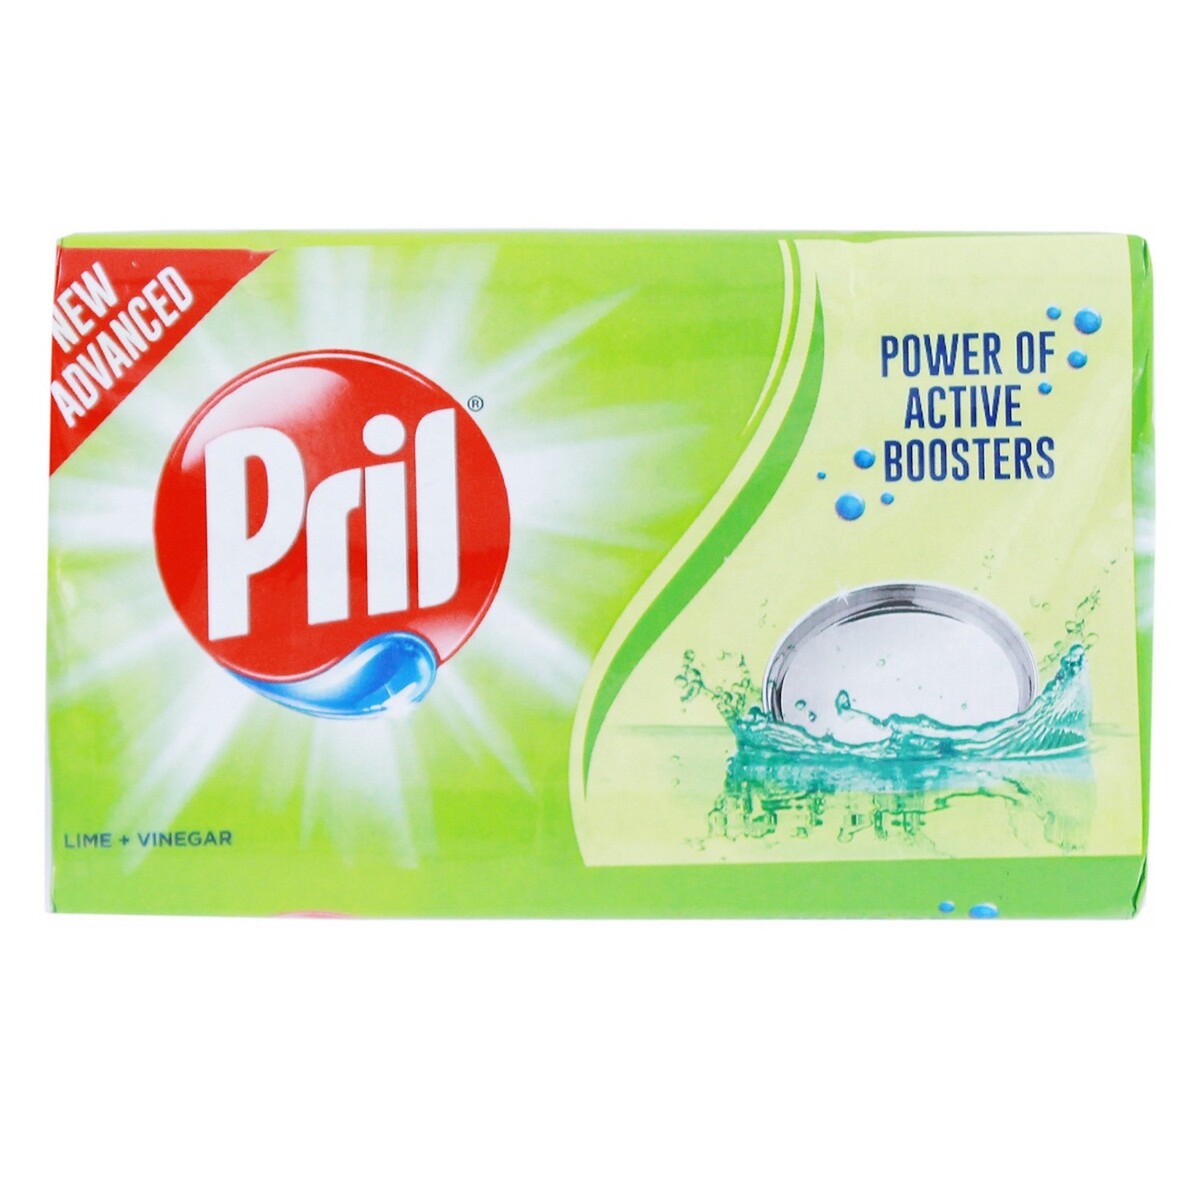 NEW
ADVANCED
Pril®
POWER OF
ACTIVE
BOOSTERS
LIME + VINEGAR